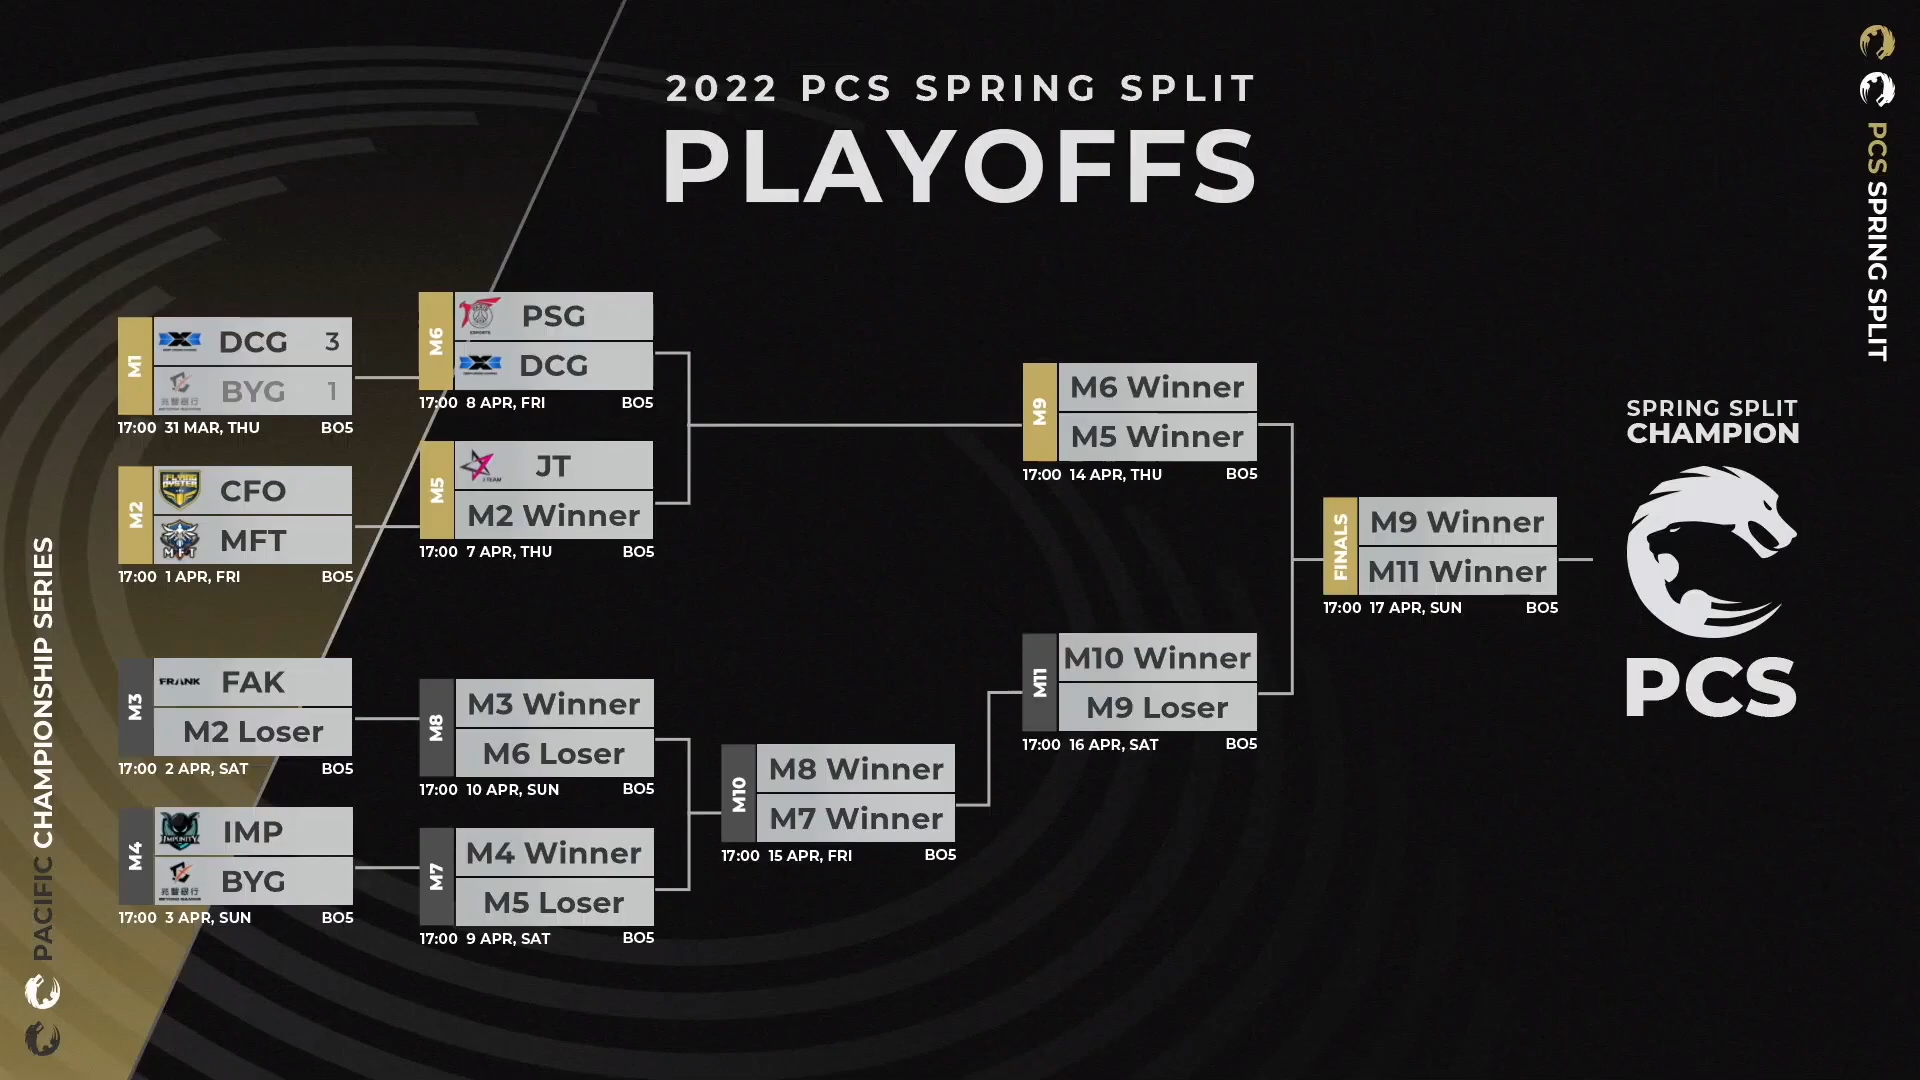 2022 PCS SPRING SPLIT
PLAYOFFS
PCS SPRING SPLIT
PACIFIC CHAMPIONSHIP SERIES
M1
DCG 3
BYG 1
17:00 31 MAR, THU BO5
M2
CFO
MFT
17:00 1 APR, FRI BO5
M3
FRANK FAK
M2 Loser
17:00 2 APR, SAT BO5
M4
IMP
BYG
17:00 3 APR, SUN BO5
M6
PSG
DCG
17:00 8 APR, FRI BO5
M5
JT
M2 Winner
17:00 7 APR, THU BO5
M8
M3 Winner
M6 Loser
17:00 10 APR, SUN BO5
M7
M4 Winner
M5 Loser
17:00 9 APR, SAT BO5
M10
M8 Winner
M7 Winner
17:00 15 APR, FRI BO5
M9
M6 Winner
M5 Winner
17:00 14 APR, THU BO5
M11
M10 Winner
M9 Loser
17:00 16 APR, SAT BO5
FINALS
M9 Winner
M11 Winner
17:00 17 APR, SUN BO5
SPRING SPLIT
CHAMPION
PCS